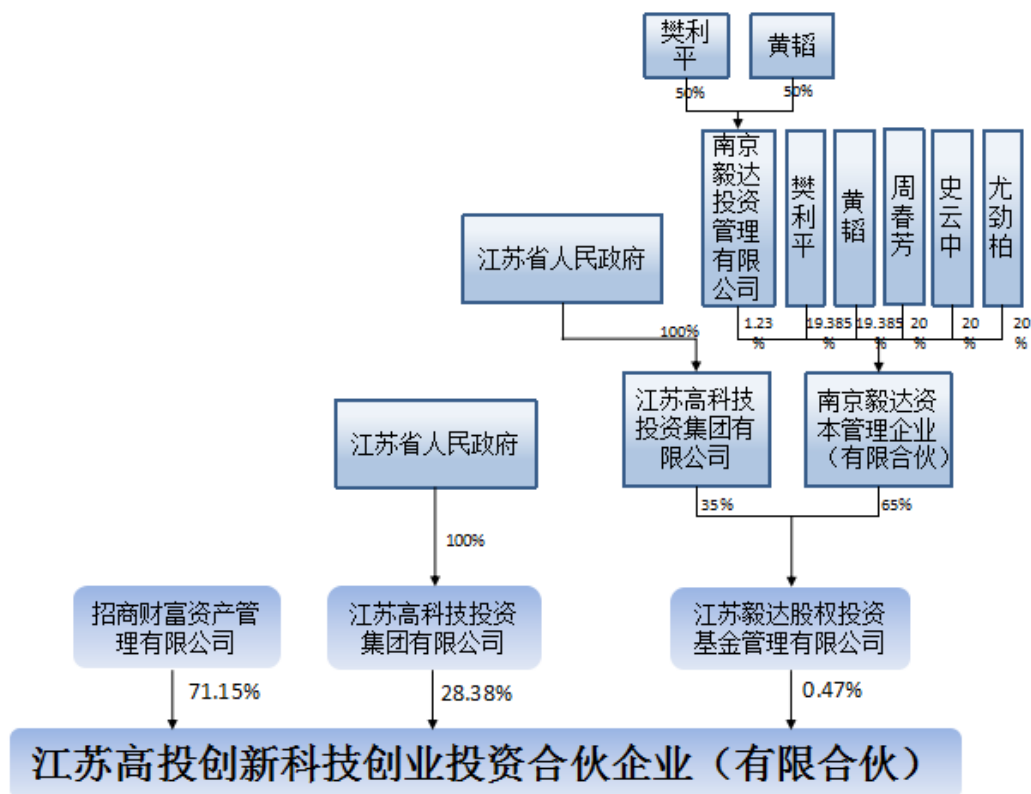 樊利
平
黄韬
50%
50%
南京
毅达
投资
管理
有限
公司
樊
利
平
黄
韬
周
春
芳
史
云
中
尤
劲
柏
江苏省人民政府
100%
1.23
%
19.385
%
19.385
%
20
%
20
%
20
%
江苏高科技
投资集团有
限公司
南京毅达资
本管理企业
（有限合伙）
江苏省人民政府
35%
65%
100%
招商财富资产管
理有限公司
江苏高科技投资
集团有限公司
江苏毅达股权投资
基金管理有限公司
71.15%
28.38%
0.47%
江苏高投创新科技创业投资合伙企业（有限合伙）